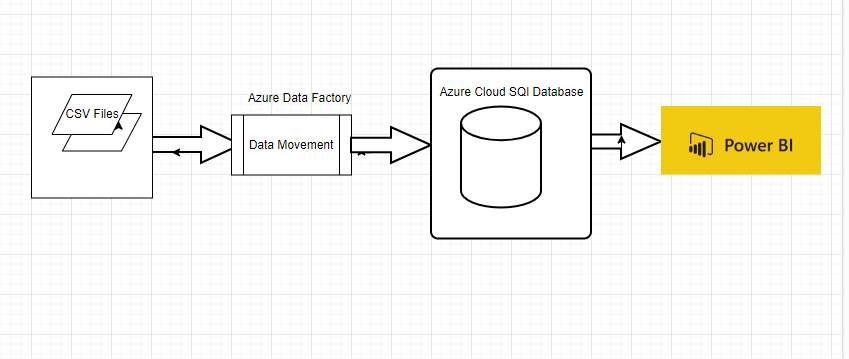 CSV Files
Azure Data Factory
Data Movement
Azure Cloud SQl Database
Power BI